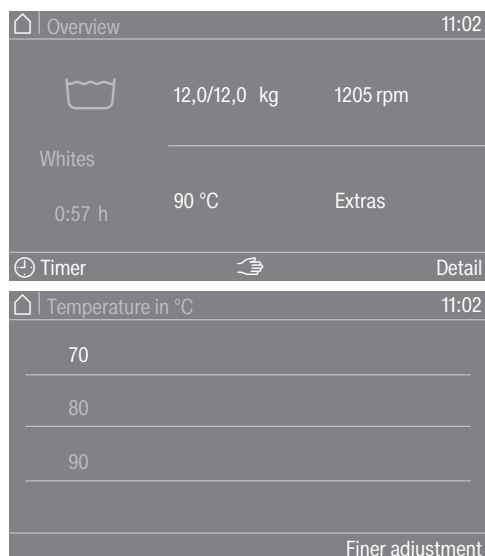 Overview 11:02
12,0/12,0 kg 1205 rpm
Whites
0:57 h
90 °C Extras
Timer Detail
Temperature in °C 11:02
70
80
90
Finer adjustment